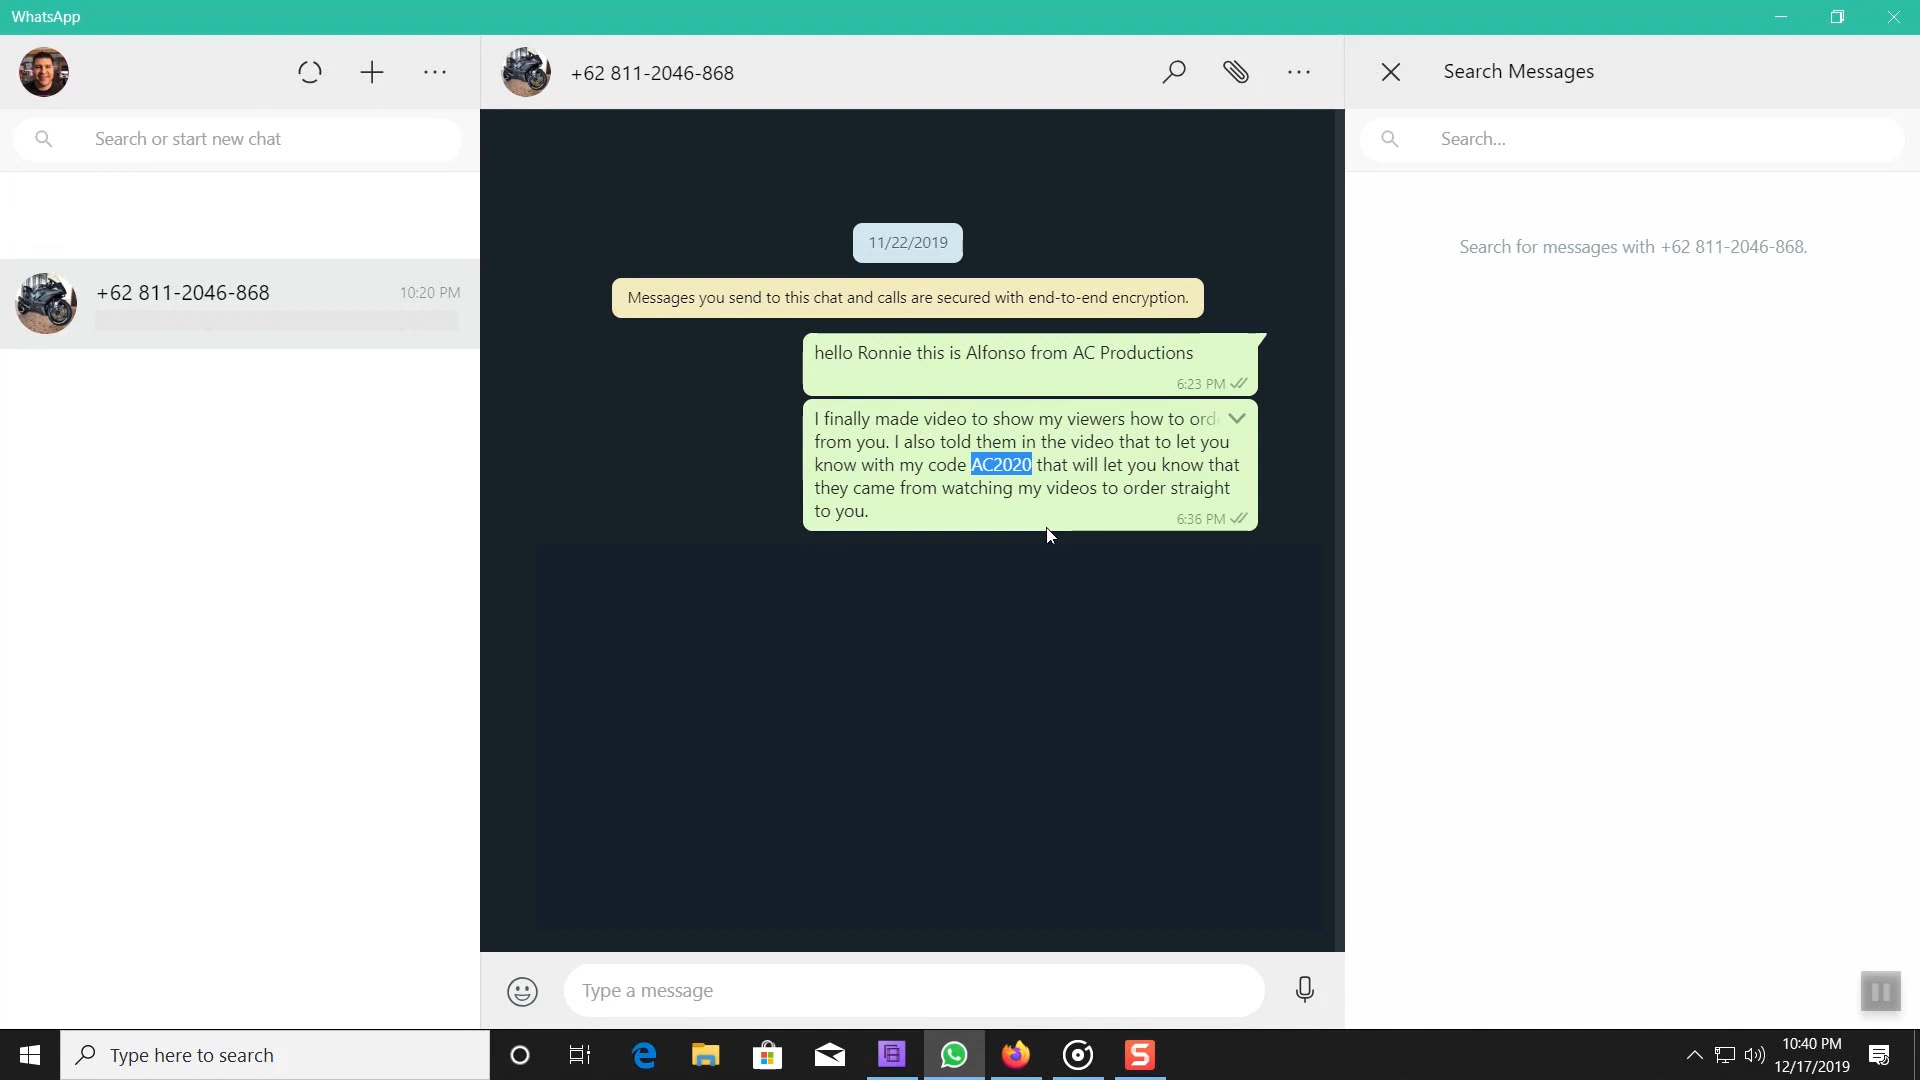 WhatsApp
+62 811-2046-868
Search Messages
Search or start new chat
Search...
11/22/2019
Search for messages with +62 811-2046-868.
+62 811-2046-868
10:20 PM
Messages you send to this chat and calls are secured with end-to-end encryption.
hello Ronnie this is Alfonso from AC Productions
6:23 PM
I finally made video to show my viewers how to orde
from you. I also told them in the video that to let you
know with my code AC2020 that will let you know that
they came from watching my videos to order straight
to you.
6:36 PM
Type a message
Type here to search
10:40 PM
12/17/2019